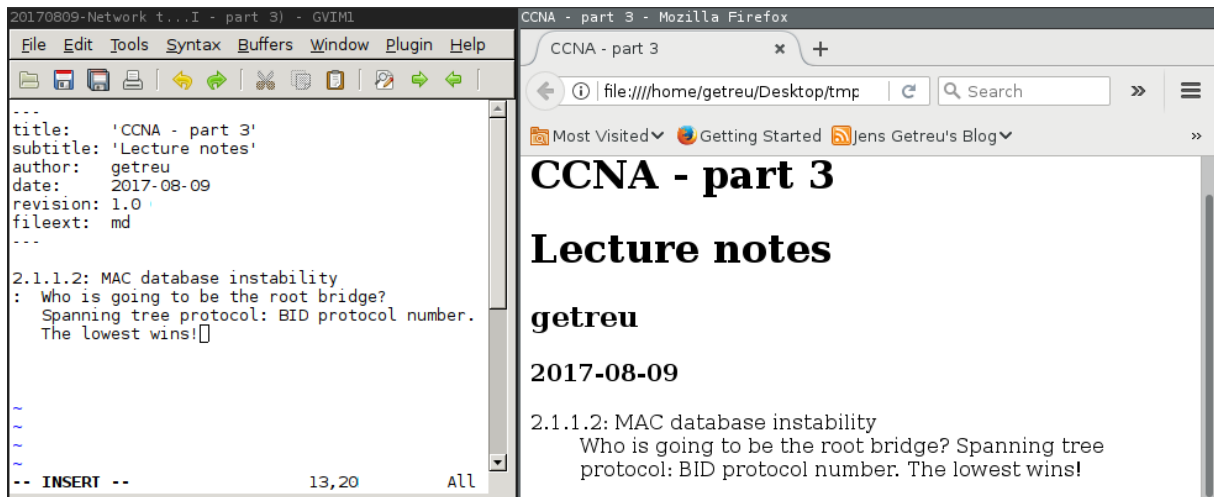 20170809-Network t...I - part 3) - GVIM1
File Edit Tools Syntax Buffers Window Plugin Help
---
title: 'CCNA - part 3'
subtitle: 'Lecture notes'
author: getreu
date: 2017-08-09
revision: 1.0
fileext: md
---
2.1.1.2: MAC database instability
: Who is going to be the root bridge?
Spanning tree protocol: BID protocol number.
The lowest wins!
~
~
~
~
-- INSERT -- 13,20 All
CCNA - part 3 - Mozilla Firefox
CCNA - part 3
file:////home/getreu/Desktop/tmp Search
Most Visited Getting Started Jens Getreu's Blog
CCNA - part 3
Lecture notes
getreu
2017-08-09
2.1.1.2: MAC database instability
Who is going to be the root bridge? Spanning tree
protocol: BID protocol number. The lowest wins!